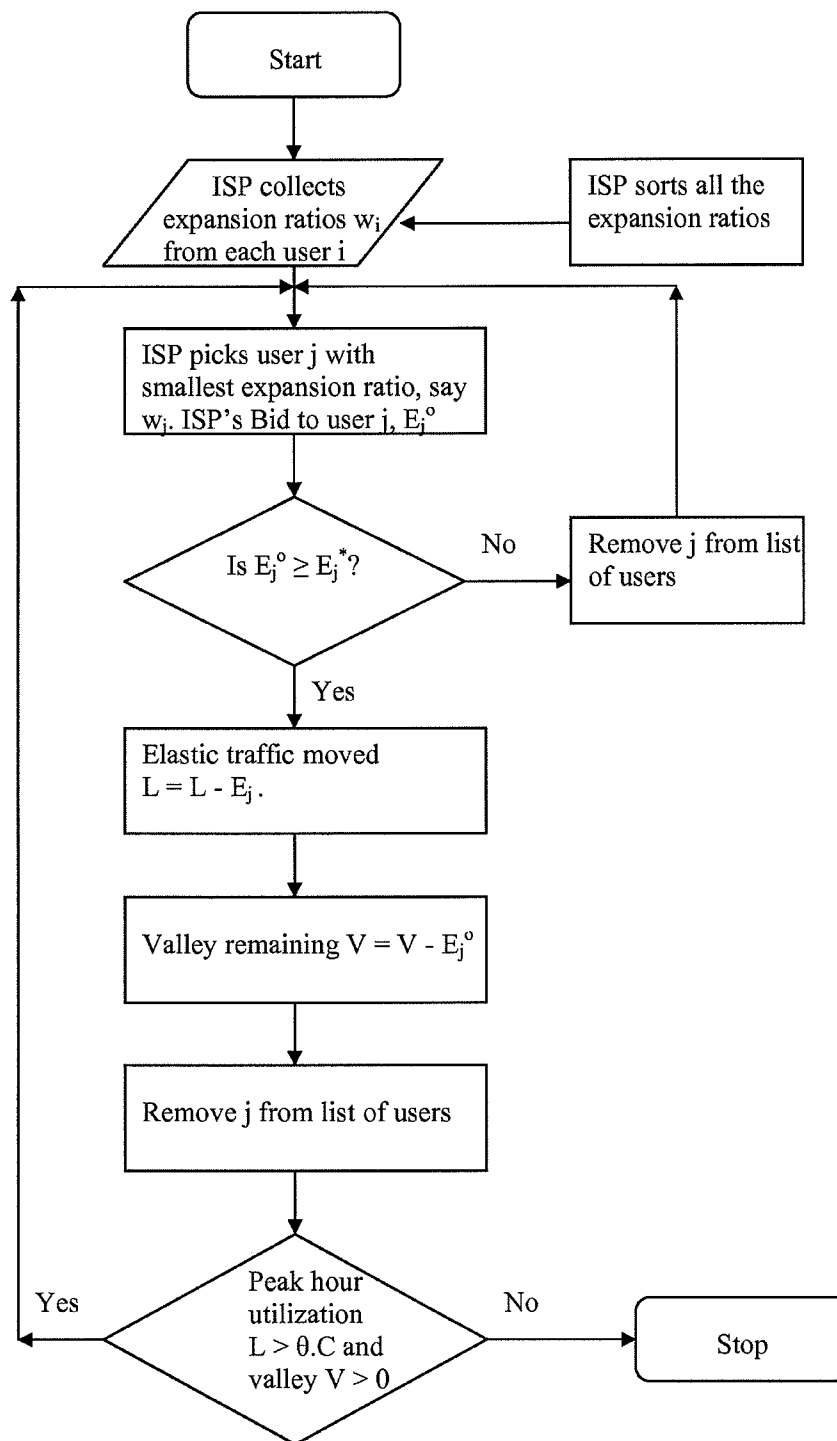 Start
ISP collects
expansion ratios wi
from each user i
ISP sorts all the
expansion ratios
ISP picks user j with
smallest expansion ratio, say
wj. ISP's Bid to user j, Ejo
Is Ejo ≥ Ej*?
No
Remove j from list
of users
Yes
Elastic traffic moved
L = L - Ej .
Valley remaining V = V - Ejo
Remove j from list of users
Peak hour
utilization
L > θ.C and
valley V > 0
Yes
No
Stop